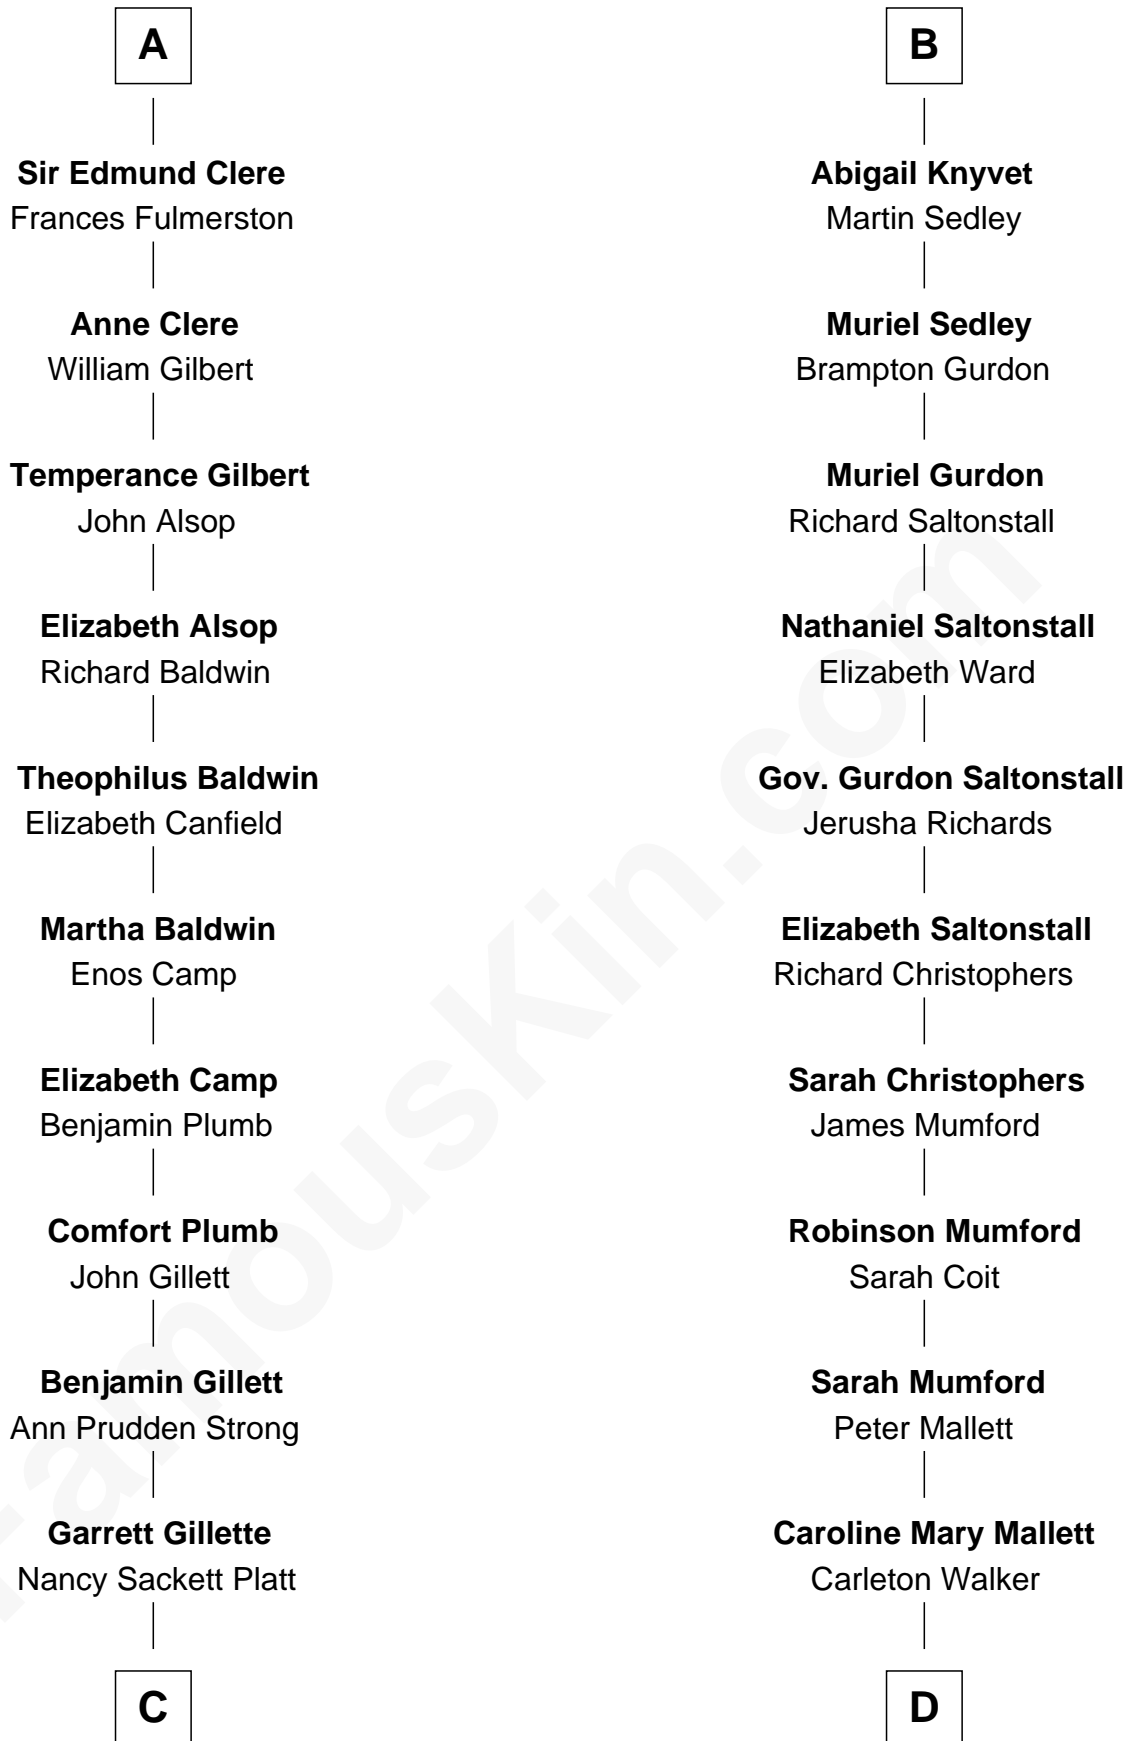 A
Sir Edmund Clere
Frances Fulmerston
Anne Clere
William Gilbert
Temperance Gilbert
John Alsop
Elizabeth Alsop
Richard Baldwin
Theophilus Baldwin
Elizabeth Canfield
Martha Baldwin
Enos Camp
Elizabeth Camp
Benjamin Plumb
Comfort Plumb
John Gillett
Benjamin Gillett
Ann Prudden Strong
Garrett Gillette
Nancy Sackett Platt
C
B
Abigail Knyvet
Martin Sedley
Muriel Sedley
Brampton Gurdon
Muriel Gurdon
Richard Saltonstall
Nathaniel Saltonstall
Elizabeth Ward
Gov. Gurdon Saltonstall
Jerusha Richards
Elizabeth Saltonstall
Richard Christophers
Sarah Christophers
James Mumford
Robinson Mumford
Sarah Coit
Sarah Mumford
Peter Mallett
Caroline Mary Mallett
Carleton Walker
D
FamousKin.com